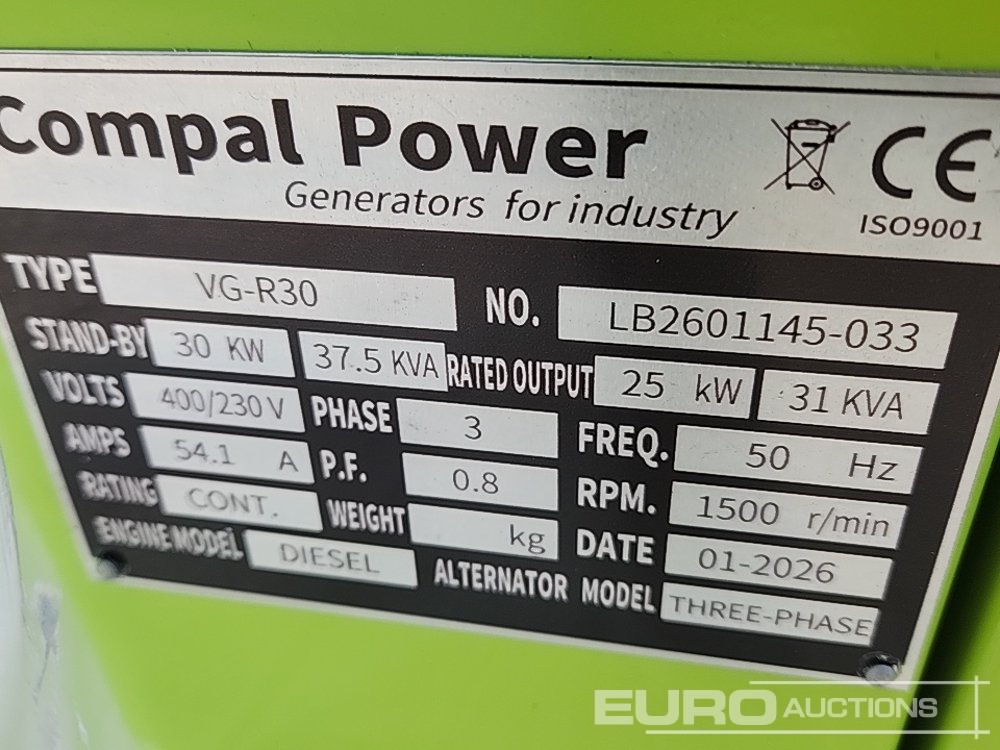 Compal Power
Generators for industry
CE
ISO9001
TYPE VG-R30 NO. LB2601145-033
STAND-BY 30 KW 37.5 KVA RATED OUTPUT 25 kW 31 KVA
VOLTS 400/230V PHASE 3 FREQ. 50 Hz
AMPS 54.1 A P.F. 0.8 RPM. 1500 r/min
RATING CONT. WEIGHT kg DATE 01-2026
ENGINE MODEL DIESEL ALTERNATOR MODEL THREE-PHASE
EURO AUCTIONS